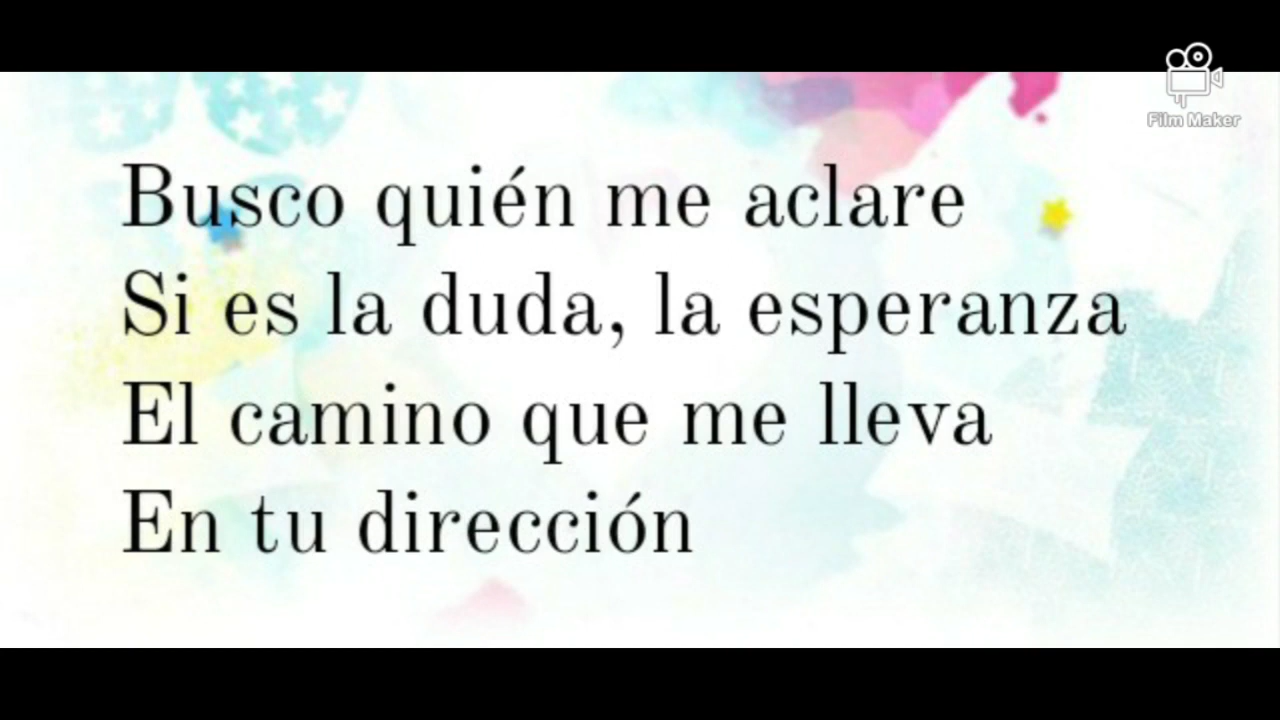 Film Maker
Busco quién me aclare
Si es la duda, la esperanza
El camino que me lleva
En tu dirección